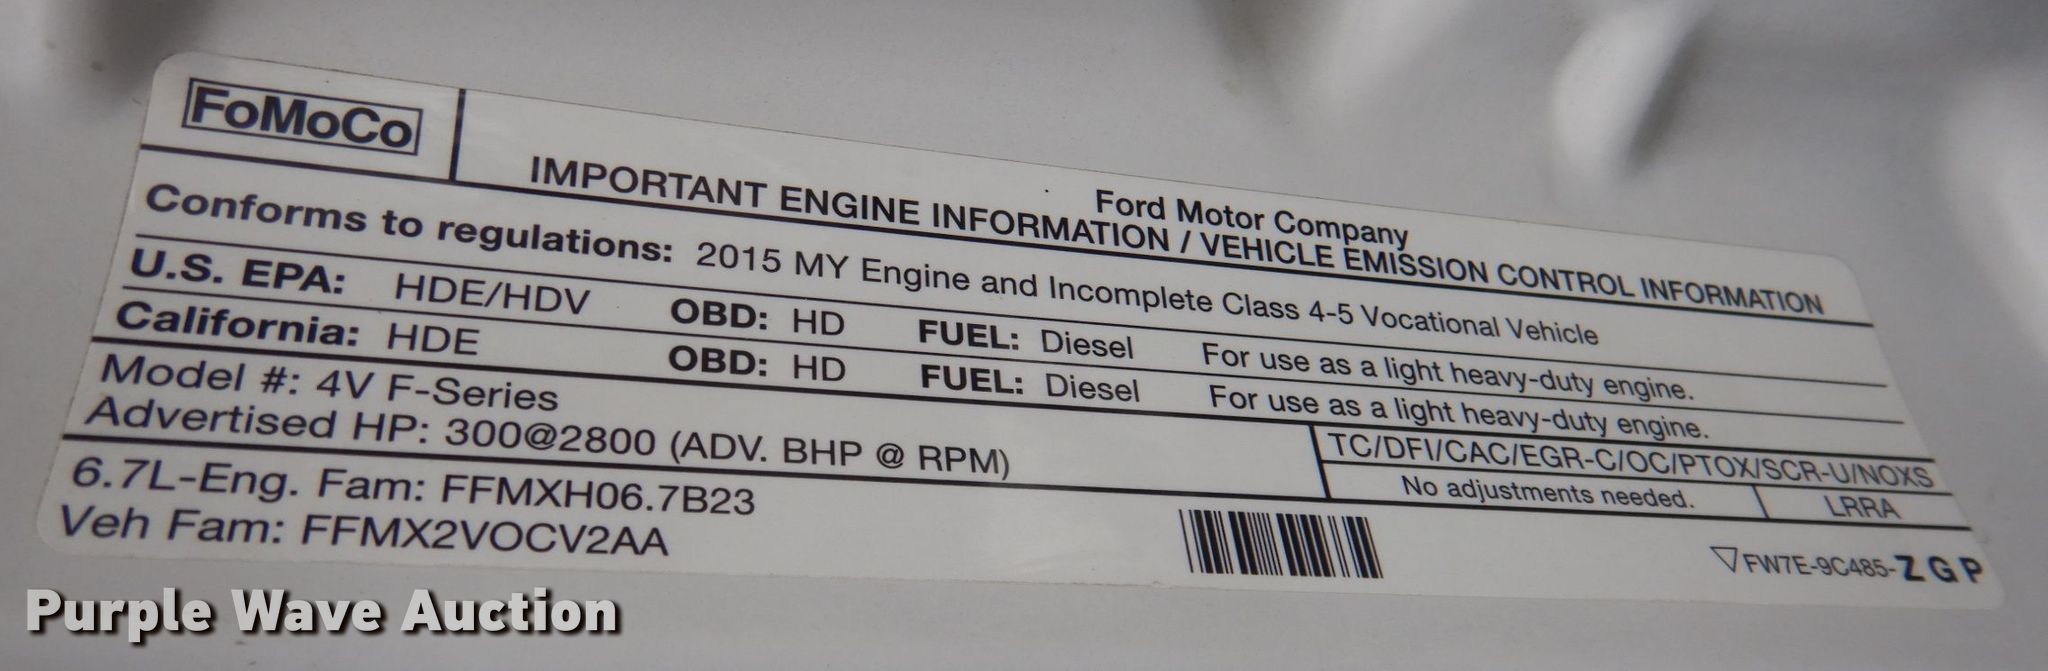 FoMoCo
Ford Motor Company
IMPORTANT ENGINE INFORMATION / VEHICLE EMISSION CONTROL INFORMATION
Conforms to regulations: 2015 MY Engine and Incomplete Class 4-5 Vocational Vehicle
U.S. EPA: HDE/HDV OBD: HD FUEL: Diesel For use as a light heavy-duty engine.
California: HDE OBD: HD FUEL: Diesel For use as a light heavy-duty engine.
Model #: 4V F-Series
Advertised HP: 300@2800 (ADV. BHP @ RPM)
TC/DFI/CAC/EGR-C/OC/PTOX/SCR-U/NOXS
No adjustments needed. LRRA
6.7L-Eng. Fam: FFMXH06.7B23
Veh Fam: FFMX2VOCV2AA
FW7E-9C485-ZGP
Purple Wave Auction